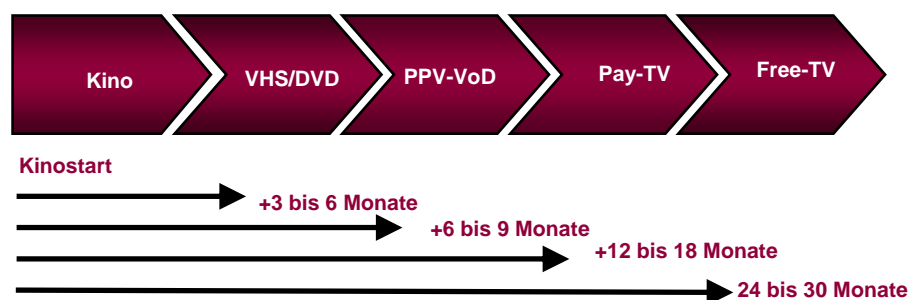 Kino
VHS/DVD
PPV-VoD
Pay-TV
Free-TV
Kinostart
+3 bis 6 Monate
+6 bis 9 Monate
+12 bis 18 Monate
24 bis 30 Monate